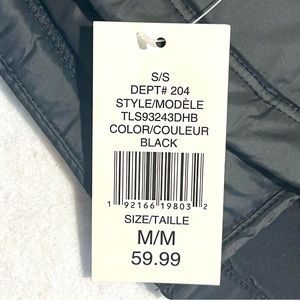 S/S
DEPT# 204
STYLE/MODÈLE
TLS93243DHB
COLOR/COULEUR
BLACK
1 92166 19803 2
SIZE/TAILLE
M/M
59.99